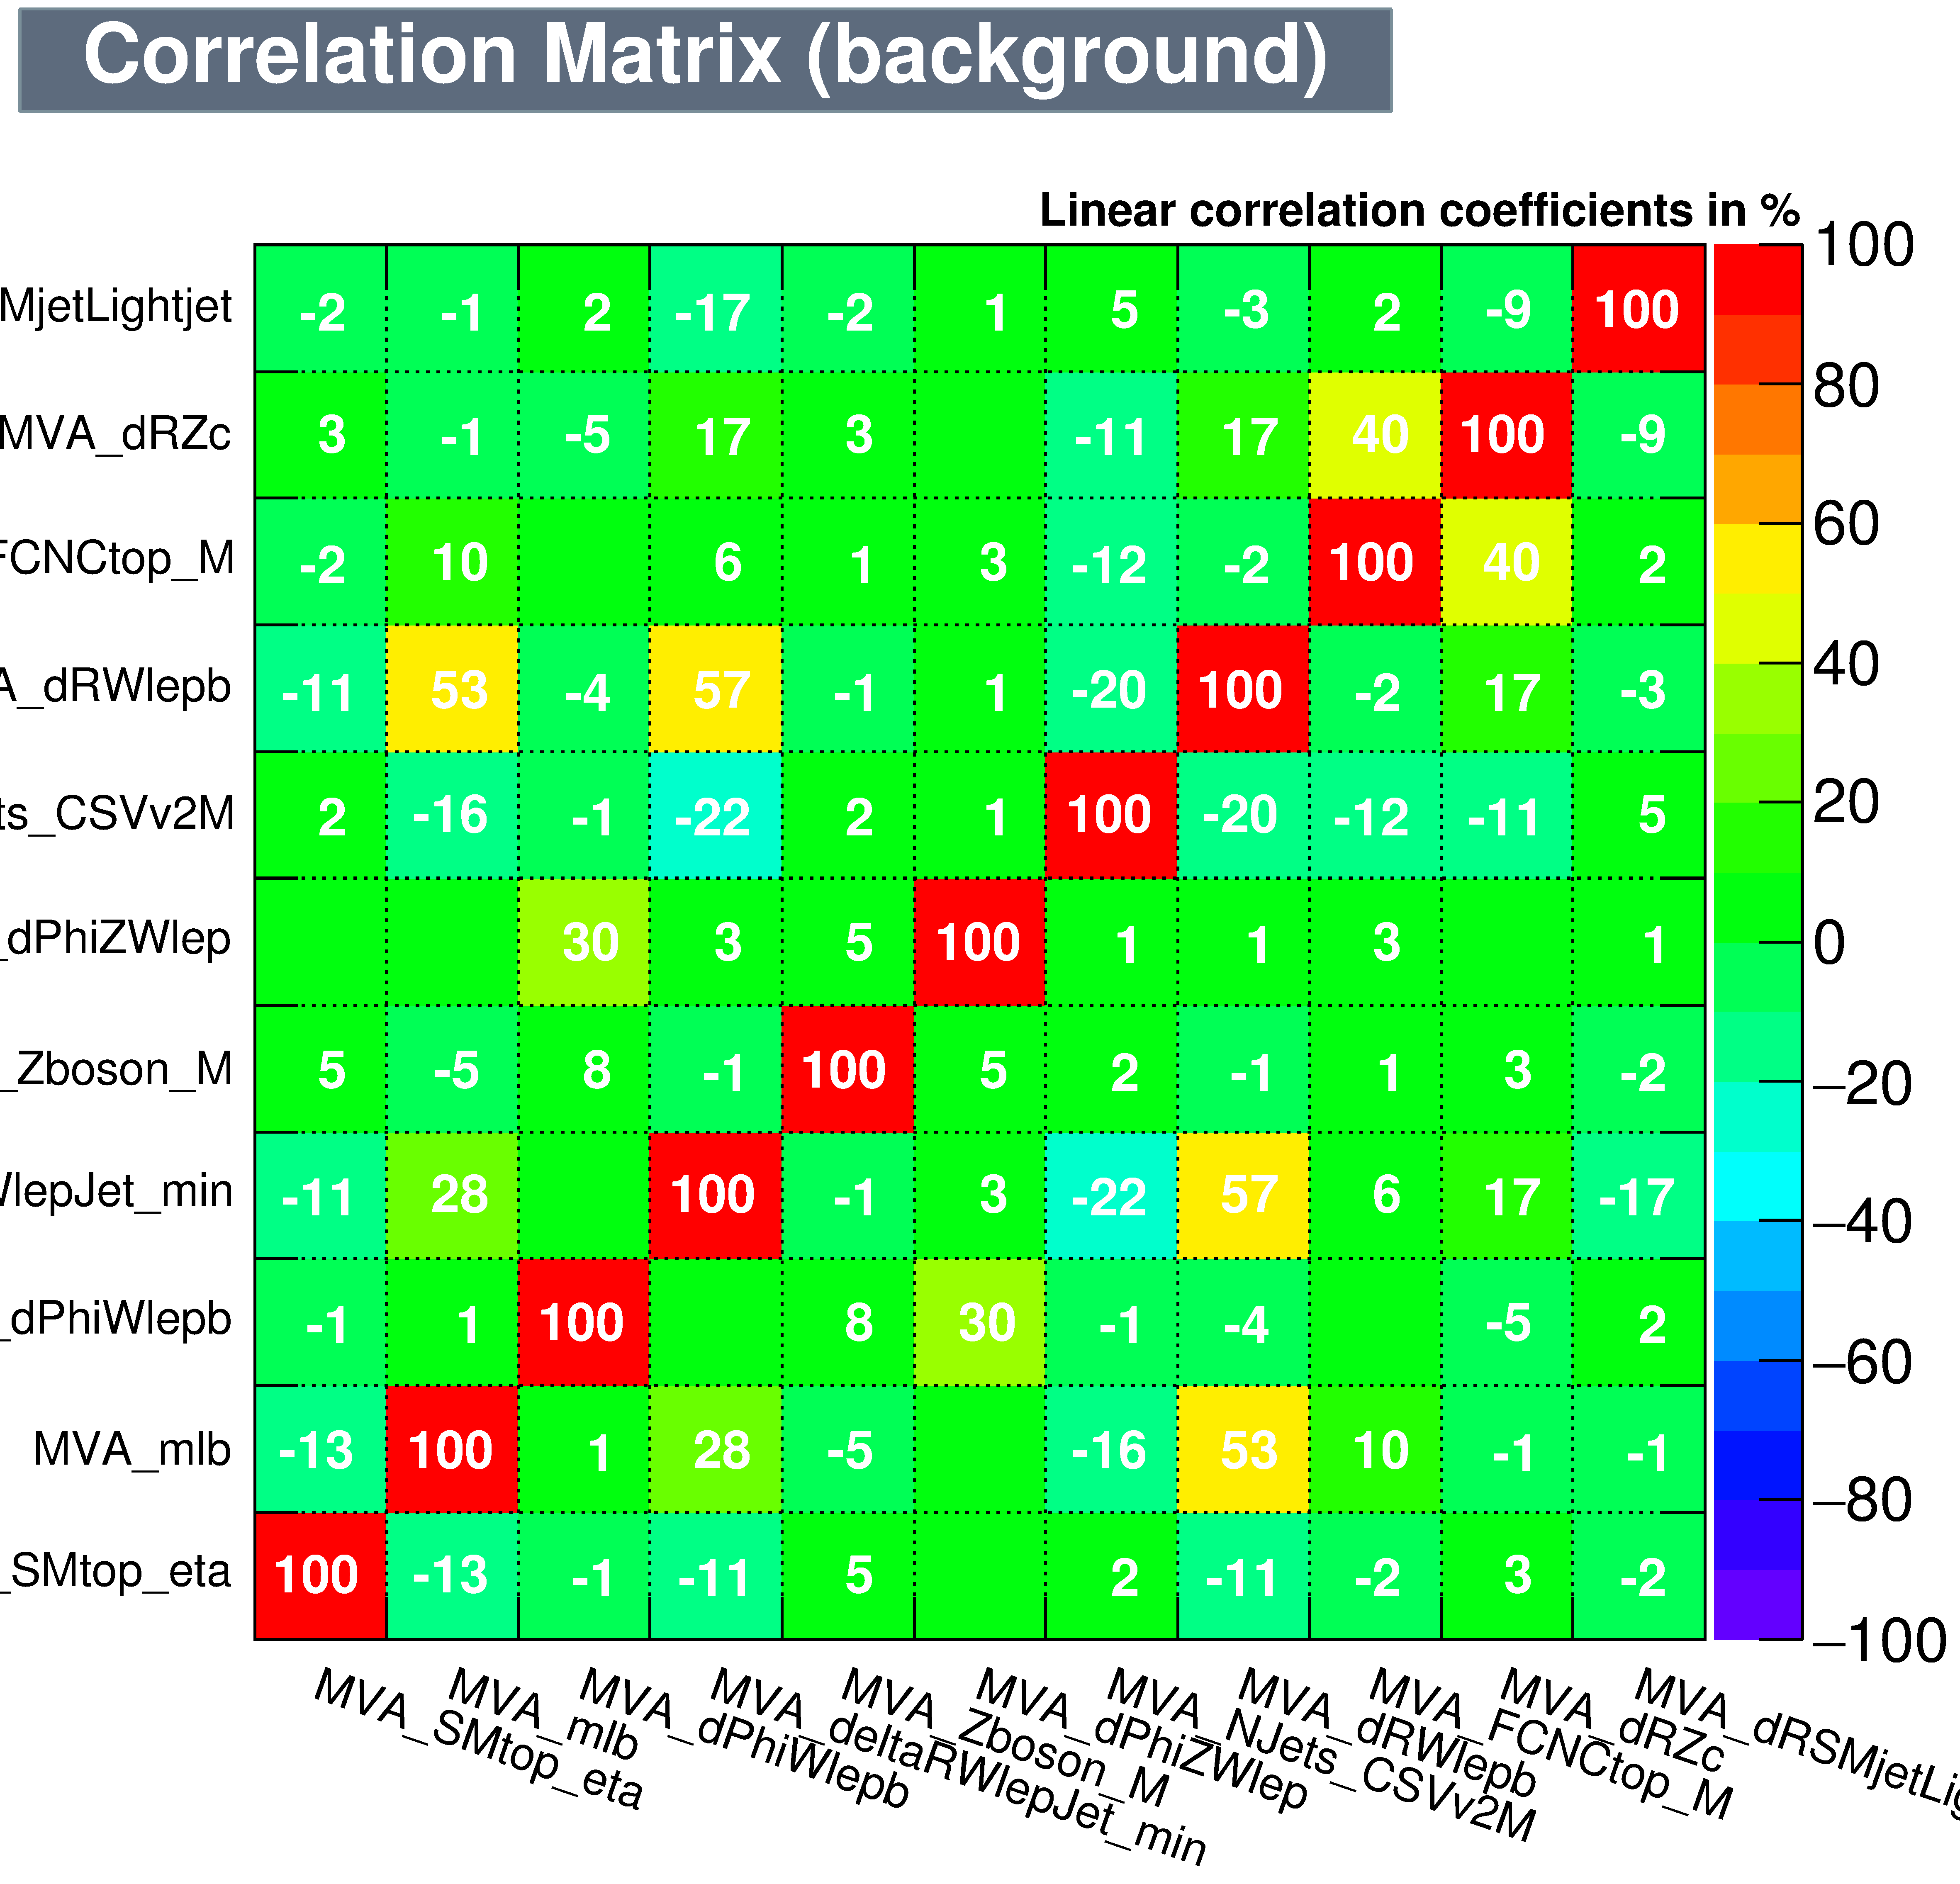 Correlation Matrix (background)
Linear correlation coefficients in %
100
MjetLightjet -2 -1 2 -17 -2 1 5 -3 2 -9 100
80
MVA_dRZc 3 -1 -5 17 3 -11 17 40 100 -9
60
FCNCtop_M -2 10 6 1 3 -12 -2 100 40 2
40
A_dRWlepb -11 53 -4 57 -1 1 -20 100 -2 17 -3
20
ts_CSVv2M 2 -16 -1 -22 2 1 100 -20 -12 -11 5
0
_dPhiZWlep 30 3 5 100 1 1 3 1
_Zboson_M 5 -5 8 -1 100 5 2 -1 1 3 -2
−20
WlepJet_min -11 28 100 -1 3 -22 57 6 17 -17
−40
_dPhiWlepb -1 1 100 8 30 -1 -4 -5 2
−60
MVA_mlb -13 100 1 28 -5 -16 53 10 -1 -1
−80
_SMtop_eta 100 -13 -1 -11 5 2 -11 -2 3 -2
−100
MVA_SMtop_eta
MVA_mlb
MVA_dPhiWlepb
MVA_deltaRWlepJet_min
MVA_Zboson_M
MVA_dPhiZWlep
MVA_NJets_CSVv2M
MVA_dRWlepb
MVA_FCNCtop_M
MVA_dRZc
MVA_dRSMjetLig